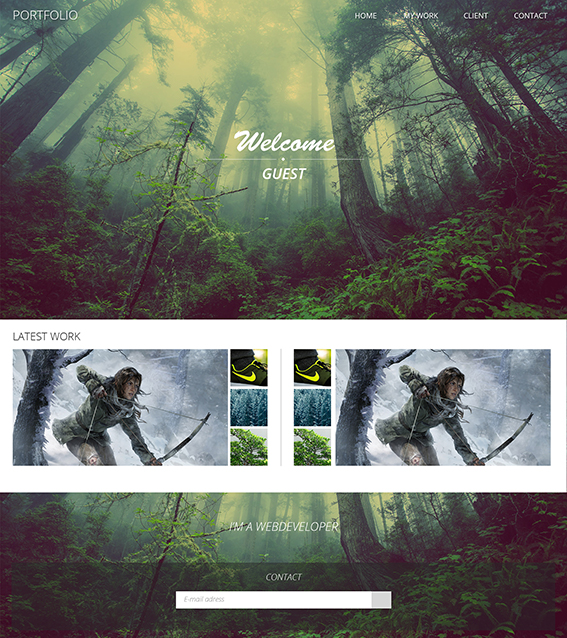 PORTFOLIO
HOME MY WORK CLIENT CONTACT
Welcome
GUEST
LATEST WORK
I'M A WEBDEVELOPER
CONTACT
E-mail adress